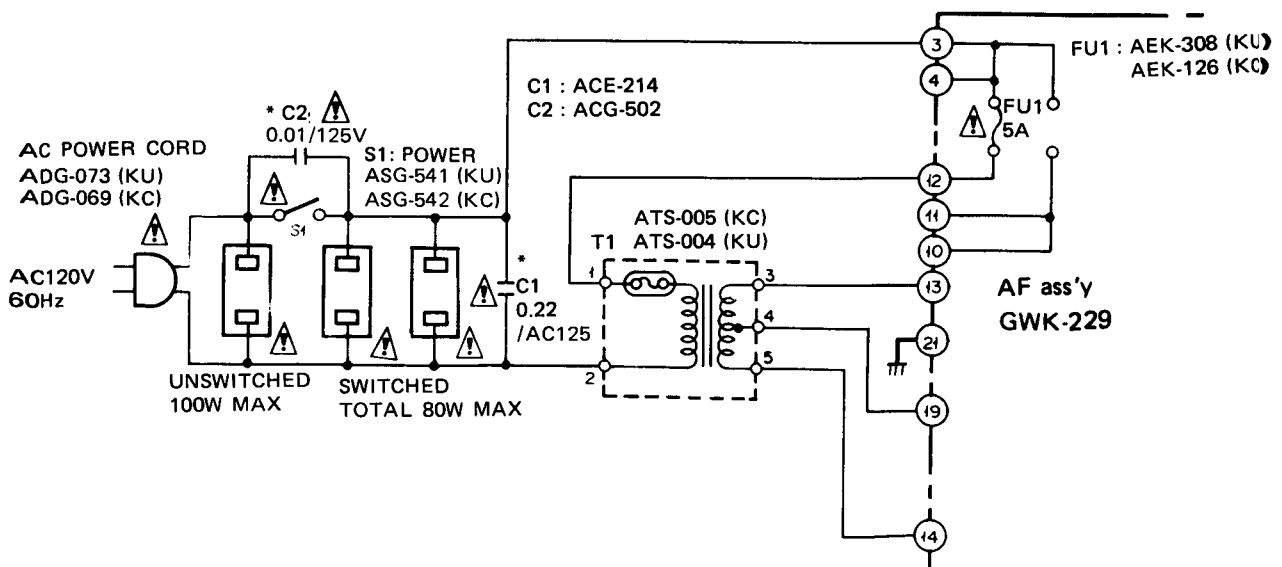 AC POWER CORD
ADG-073 (KU)
ADG-069 (KC)
AC120V
60Hz
* C2
0.01/125V
S1: POWER
ASG-541 (KU)
ASG-542 (KC)
S1
UNSWITCHED
100W MAX
SWITCHED
TOTAL 80W MAX
C1 : ACE-214
C2 : ACG-502
*
C1
0.22
/AC125
ATS-005 (KC)
T1 ATS-004 (KU)
1
2
3
4
5
3
4
12
11
10
13
21
19
14
FU1
5A
FU1 : AEK-308 (KU)
AEK-126 (KC)
AF ass'y
GWK-229